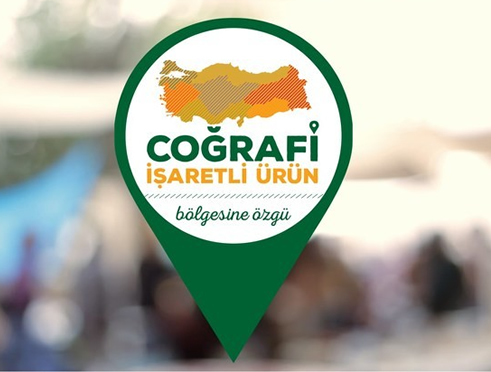 COĞRAFİ
İŞARETLİ ÜRÜN
bölgesine özgü